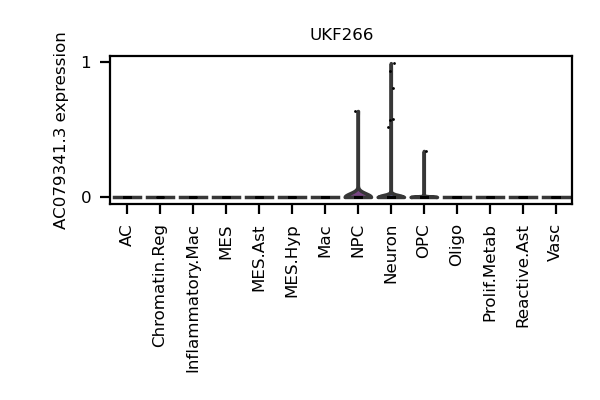 UKF266
AC079341.3 expression
1
0
AC
Chromatin.Reg
Inflammatory.Mac
MES
MES.Ast
MES.Hyp
Mac
NPC
Neuron
OPC
Oligo
Prolif.Metab
Reactive.Ast
Vasc